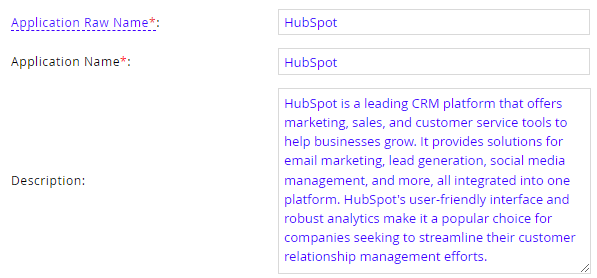 Application Raw Name*: HubSpot
Application Name*: HubSpot
HubSpot is a leading CRM platform that offers
marketing, sales, and customer service tools to
help businesses grow. It provides solutions for
email marketing, lead generation, social media
Description: management, and more, all integrated into one
platform. HubSpot's user-friendly interface and
robust analytics make it a popular choice for
companies seeking to streamline their customer
relationship management efforts.